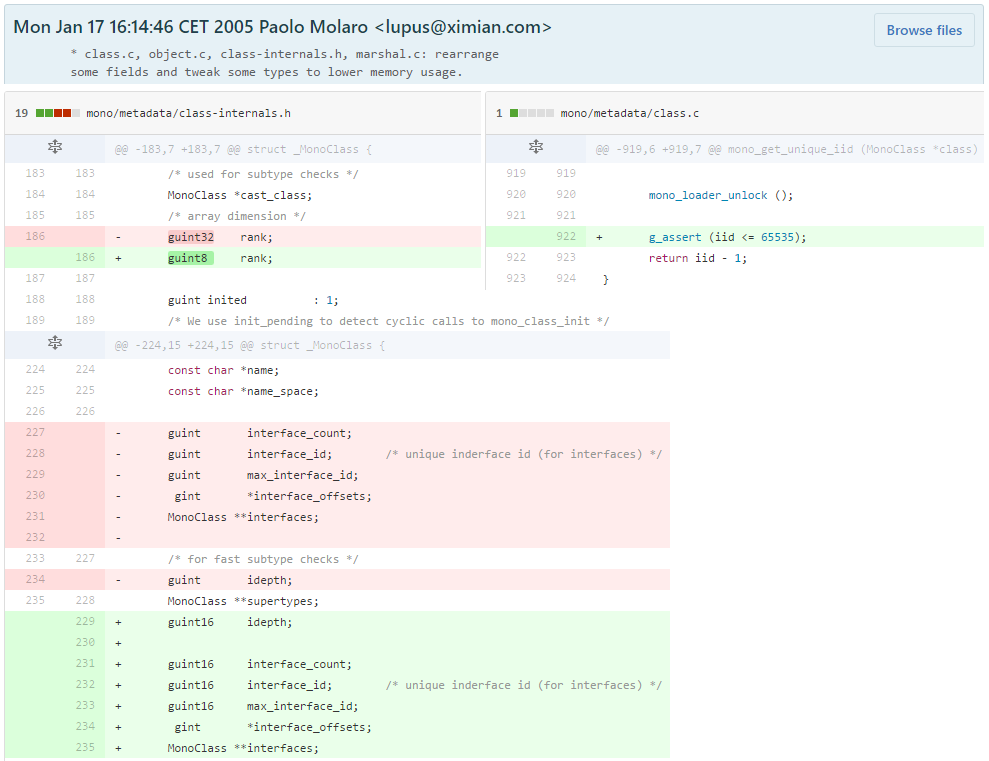 Mon Jan 17 16:14:46 CET 2005 Paolo Molaro <lupus@ximian.com>
Browse files
* class.c, object.c, class-internals.h, marshal.c: rearrange
some fields and tweak some types to lower memory usage.
19 mono/metadata/class-internals.h
@@ -183,7 +183,7 @@ struct _MonoClass {
183 183 /* used for subtype checks */
184 184 MonoClass *cast_class;
185 185 /* array dimension */
186 - guint32 rank;
186 + guint8 rank;
187 187
188 188 guint inited : 1;
189 189 /* We use init_pending to detect cyclic calls to mono_class_init */
@@ -224,15 +224,15 @@ struct _MonoClass {
224 224 const char *name;
225 225 const char *name_space;
226 226
227 - guint interface_count;
228 - guint interface_id; /* unique inderface id (for interfaces) */
229 - guint max_interface_id;
230 - gint *interface_offsets;
231 - MonoClass **interfaces;
232 -
233 227 /* for fast subtype checks */
234 - guint idepth;
235 228 MonoClass **supertypes;
229 + guint16 idepth;
230 +
231 + guint16 interface_count;
232 + guint16 interface_id; /* unique inderface id (for interfaces) */
233 + guint16 max_interface_id;
234 + gint *interface_offsets;
235 + MonoClass **interfaces;
1 mono/metadata/class.c
@@ -919,6 +919,7 @@ mono_get_unique_iid (MonoClass *class)
919 919
920 920 mono_loader_unlock ();
921 921
922 + g_assert (iid <= 65535);
922 923 return iid - 1;
923 924 }